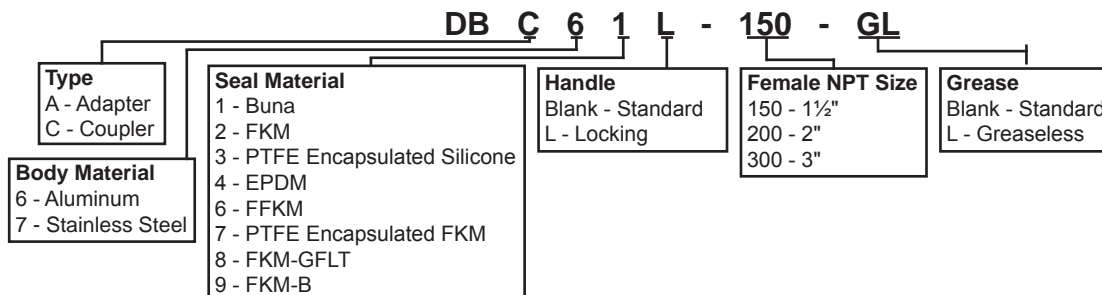 DB C 6 1 L - 150 - GL
Type
A - Adapter
C - Coupler
Body Material
6 - Aluminum
7 - Stainless Steel
Seal Material
1 - Buna
2 - FKM
3 - PTFE Encapsulated Silicone
4 - EPDM
6 - FFKM
7 - PTFE Encapsulated FKM
8 - FKM-GFLT
9 - FKM-B
Handle
Blank - Standard
L - Locking
Female NPT Size
150 - 1½"
200 - 2"
300 - 3"
Grease
Blank - Standard
L - Greaseless